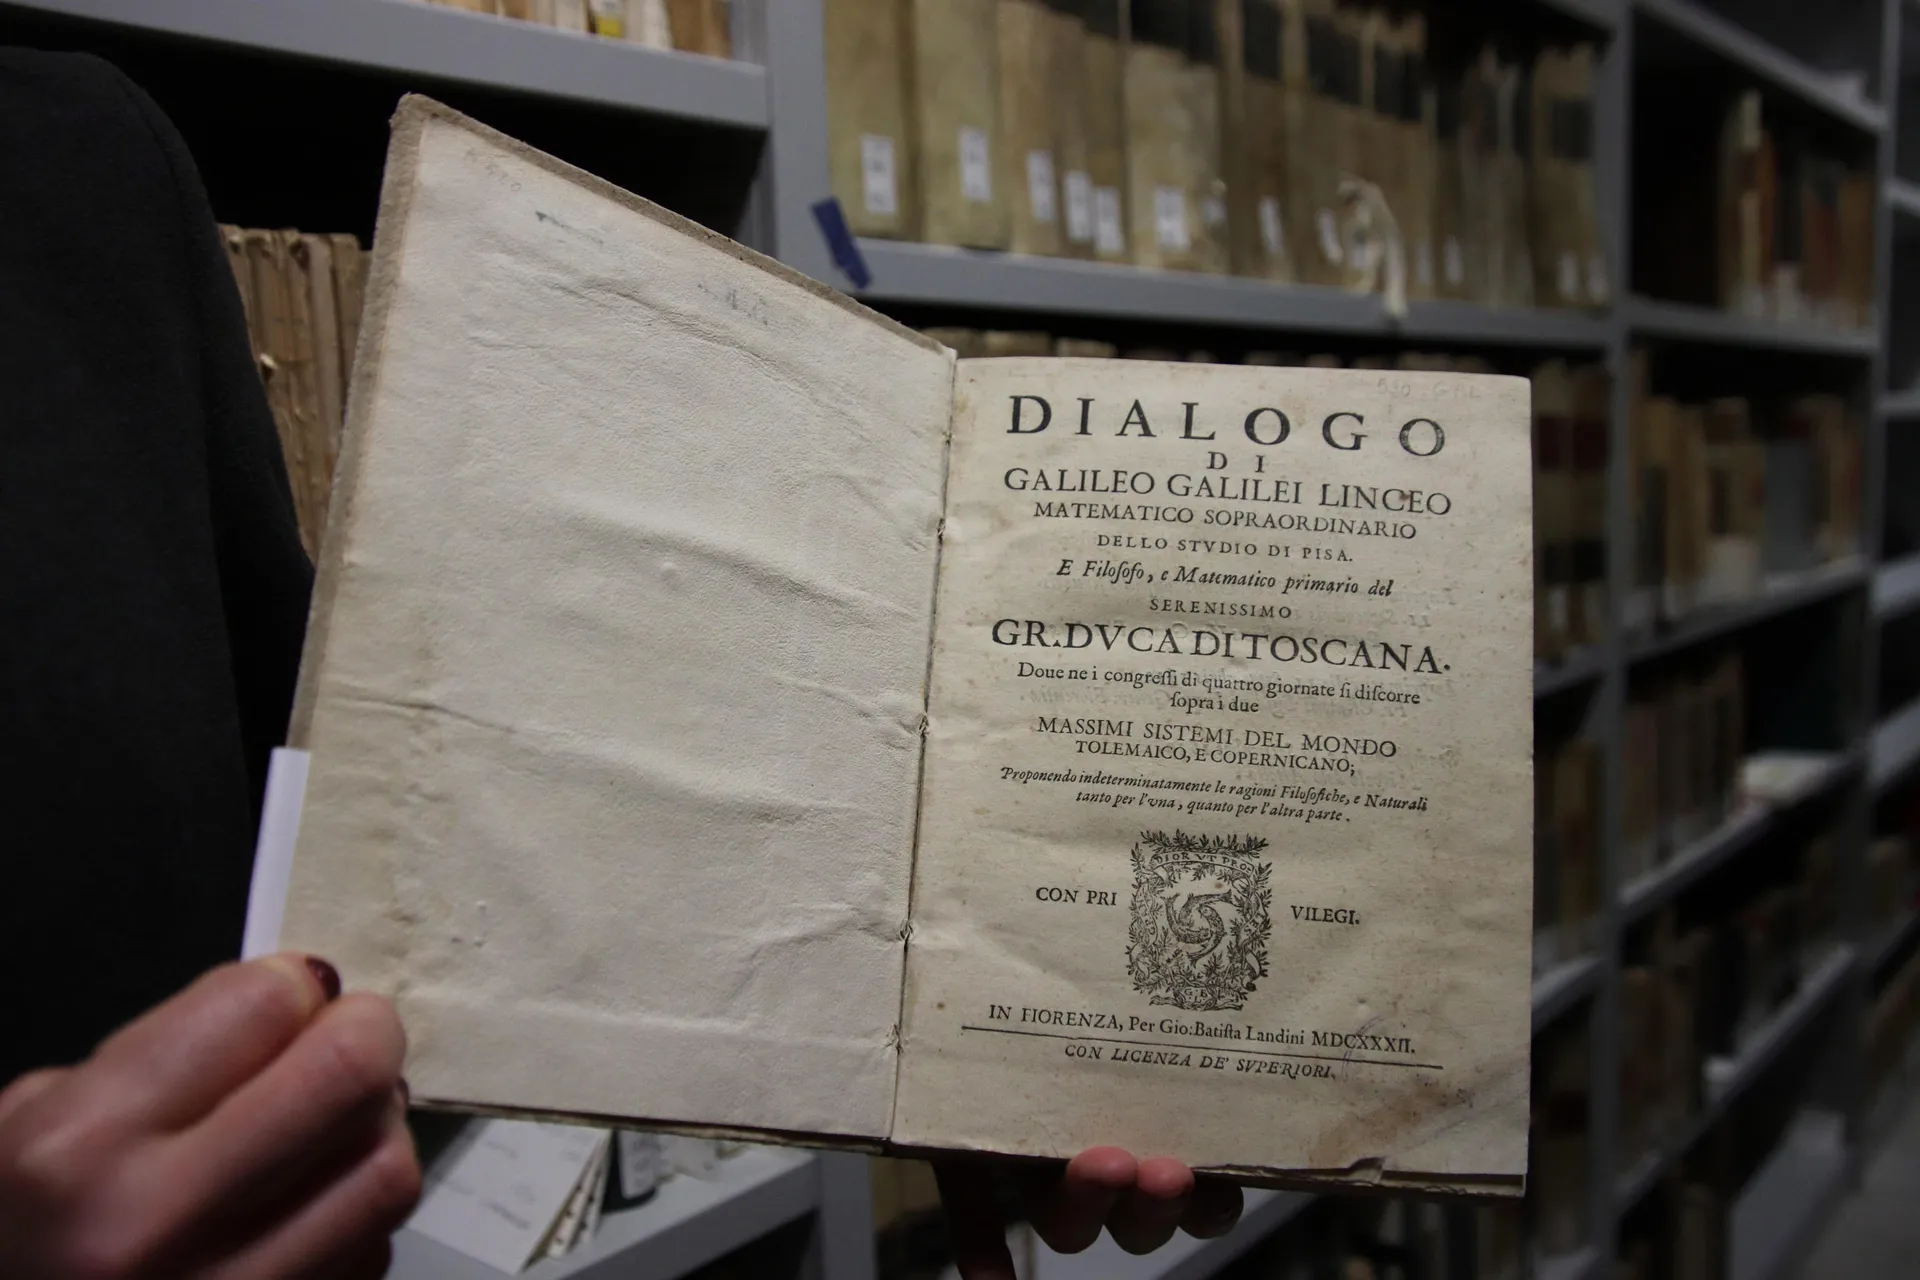 DIALOGO
DI
GALILEO GALILEI LINCEO
MATEMATICO SOPRAORDINARIO
DELLO STVDIO DI PISA.
E Filoſofo, e Matematico primario del
SERENISSIMO
GR.DVCA DI TOSCANA.
Doue ne i congreſſi di quattro giornate ſi diſcorre
ſopra i due
MASSIMI SISTEMI DEL MONDO
TOLEMAICO, E COPERNICANO;
Proponendo indeterminatamente le ragioni Filoſofiche, e Naturali
tanto per l'vna, quanto per l'altra parte.
CON PRI VILEGI.
IN FIORENZA, Per Gio:Batiſta Landini MDCXXXII.
CON LICENZA DE' SVPERIORI.